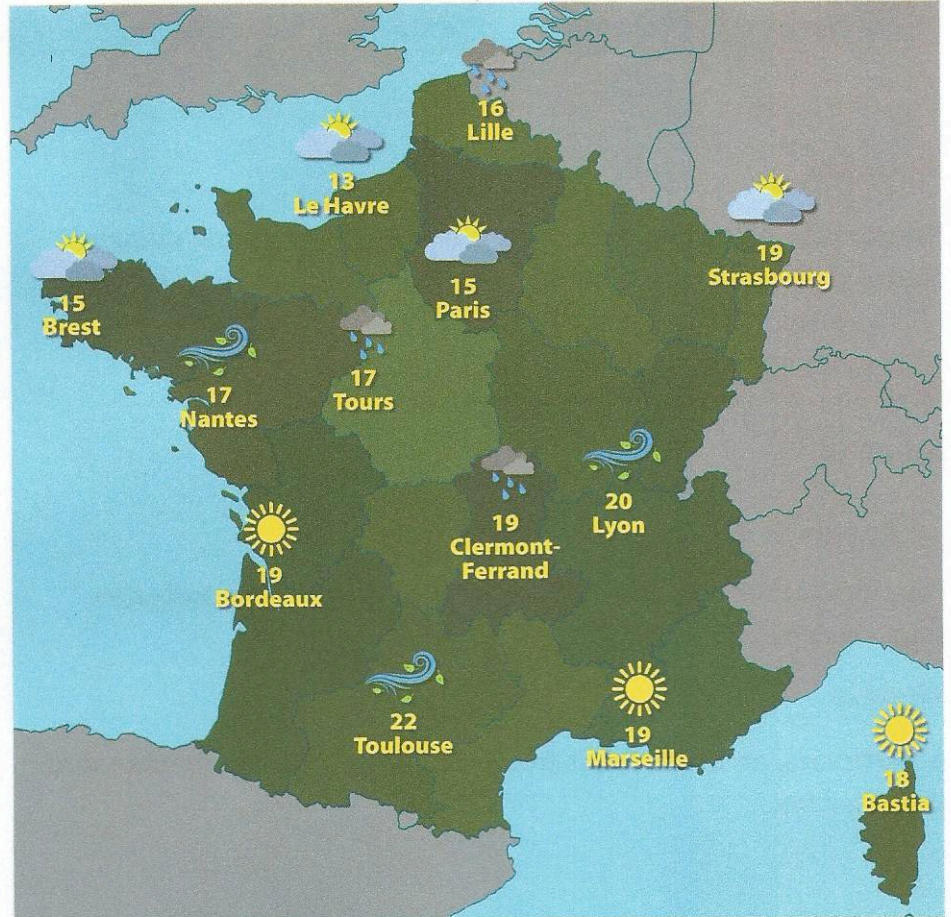 16
Lille
13
Le Havre
19
Strasbourg
15
Paris
15
Brest
17
Nantes
17
Tours
20
Lyon
19
Clermont-
Ferrand
19
Bordeaux
22
Toulouse
19
Marseille
18
Bastia